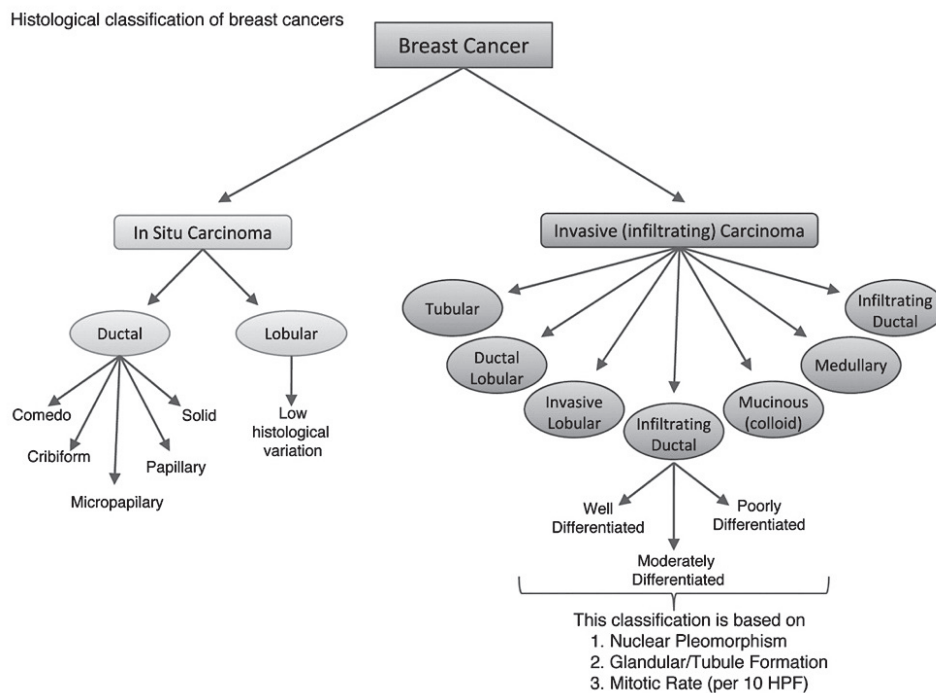 Histological classification of breast cancers
Breast Cancer
In Situ Carcinoma
Invasive (infiltrating) Carcinoma
Ductal
Lobular
Comedo
Cribiform
Micropapilary
Papillary
Solid
Low
histological
variation
Tubular
Ductal
Lobular
Invasive
Lobular
Infiltrating
Ductal
Mucinous
(colloid)
Medullary
Infiltrating
Ductal
Well
Differentiated
Moderately
Differentiated
Poorly
Differentiated
This classification is based on
1. Nuclear Pleomorphism
2. Glandular/Tubule Formation
3. Mitotic Rate (per 10 HPF)